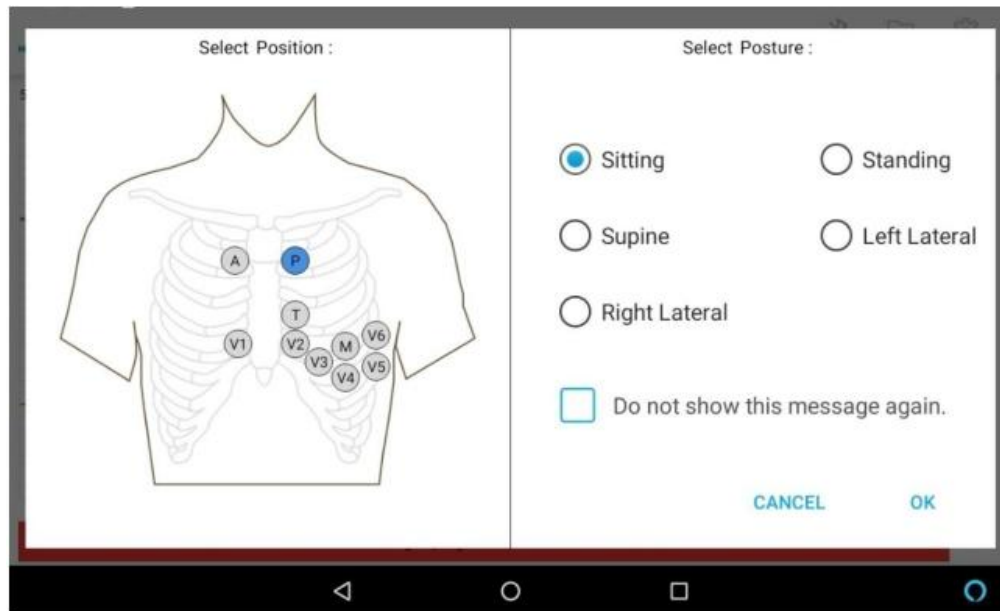 Select Position :
A
P
T
V1
V2
V3
M
V4
V6
V5
Select Posture :
Sitting
Standing
Supine
Left Lateral
Right Lateral
Do not show this message again.
CANCEL
OK